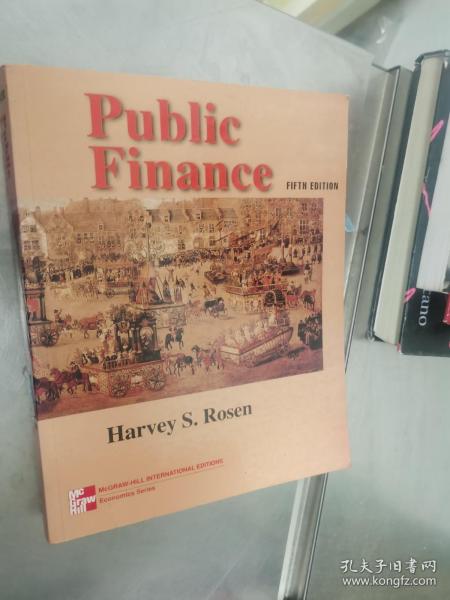 Public
Finance
FIFTH EDITION
Harvey S. Rosen
Mc
Graw
Hill
McGRAW-HILL INTERNATIONAL EDITIONS
Economics Series
cano
孔夫子旧书网
www.kongfz.com